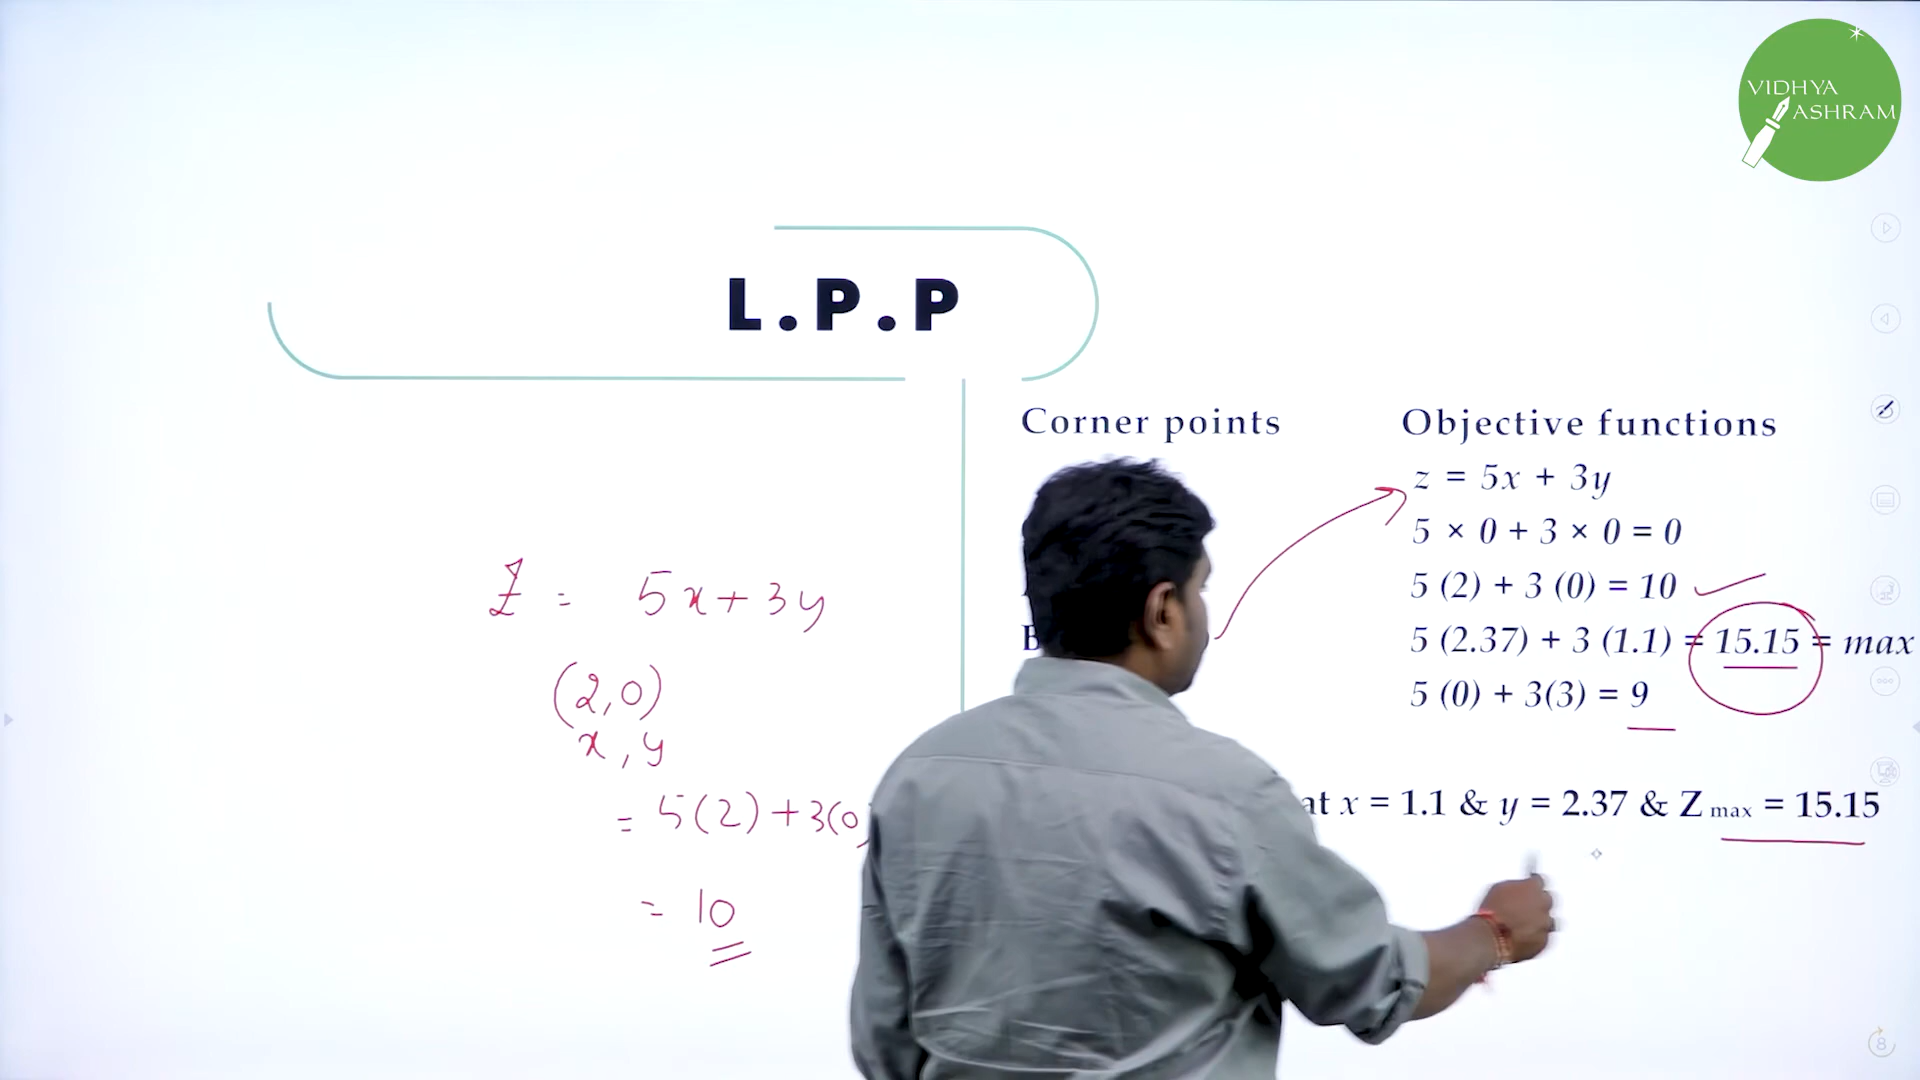 VIDHYA
ASHRAM
L.P.P
Corner points
Objective functions
z = 5x + 3y
5 × 0 + 3 × 0 = 0
5 (2) + 3 (0) = 10
5 (2.37) + 3 (1.1) = 15.15 = max
5 (0) + 3(3) = 9
at x = 1.1 & y = 2.37 & Z max = 15.15
Z = 5x + 3y
(2,0)
x, y
= 5(2) + 3(0)
= 10
8